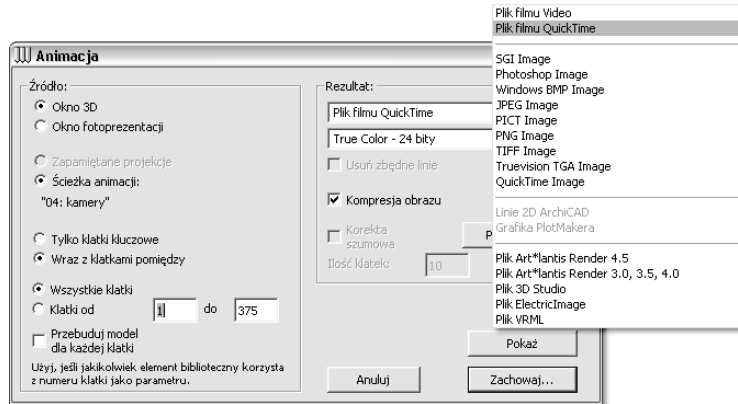 Animacja
Źródło:
Okno 3D
Okno fotoprezentacji
Zapamiętane projekcje
Ścieżka animacji:
"04: kamery"
Tylko klatki kluczowe
Wraz z klatkami pomiędzy
Wszystkie klatki
Klatki od 1 do 375
Przebuduj model
dla każdej klatki
Użyj, jeśli jakikolwiek element biblioteczny korzysta
z numeru klatki jako parametru.
Rezultat:
Plik filmu QuickTime
True Color - 24 bity
Usuń zbędne linie
Kompresja obrazu
Korekta
szumowa
P
Ilość klatek: 10
Pokaż
Anuluj
Zachowaj...
Plik filmu Video
Plik filmu QuickTime
SGI Image
Photoshop Image
Windows BMP Image
JPEG Image
PICT Image
PNG Image
TIFF Image
Truevision TGA Image
QuickTime Image
Linie 2D ArchiCAD
Grafika PlotMakera
Plik Art*lantis Render 4.5
Plik Art*lantis Render 3.0, 3.5, 4.0
Plik 3D Studio
Plik ElectricImage
Plik VRML